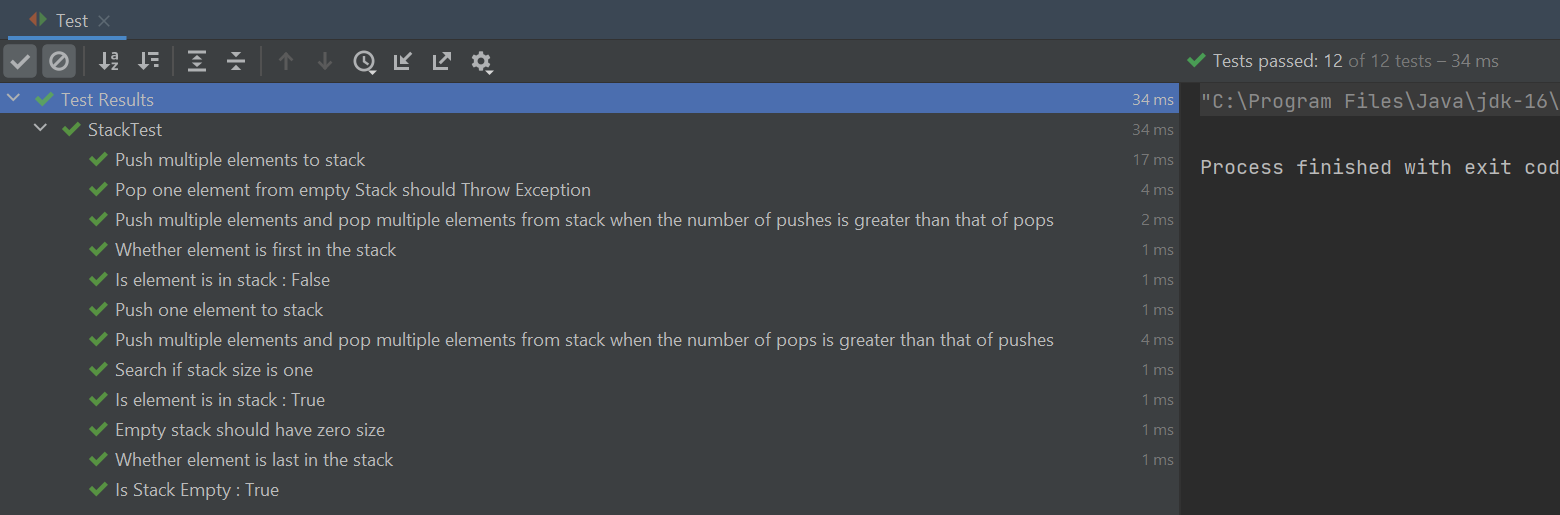 Test
Tests passed: 12 of 12 tests – 34 ms
Test Results 34 ms
StackTest 34 ms
Push multiple elements to stack 17 ms
Pop one element from empty Stack should Throw Exception 4 ms
Push multiple elements and pop multiple elements from stack when the number of pushes is greater than that of pops 2 ms
Whether element is first in the stack 1 ms
Is element is in stack : False 1 ms
Push one element to stack 1 ms
Push multiple elements and pop multiple elements from stack when the number of pops is greater than that of pushes 4 ms
Search if stack size is one 1 ms
Is element is in stack : True 1 ms
Empty stack should have zero size 1 ms
Whether element is last in the stack 1 ms
Is Stack Empty : True
"C:\Program Files\Java\jdk-16\
Process finished with exit cod